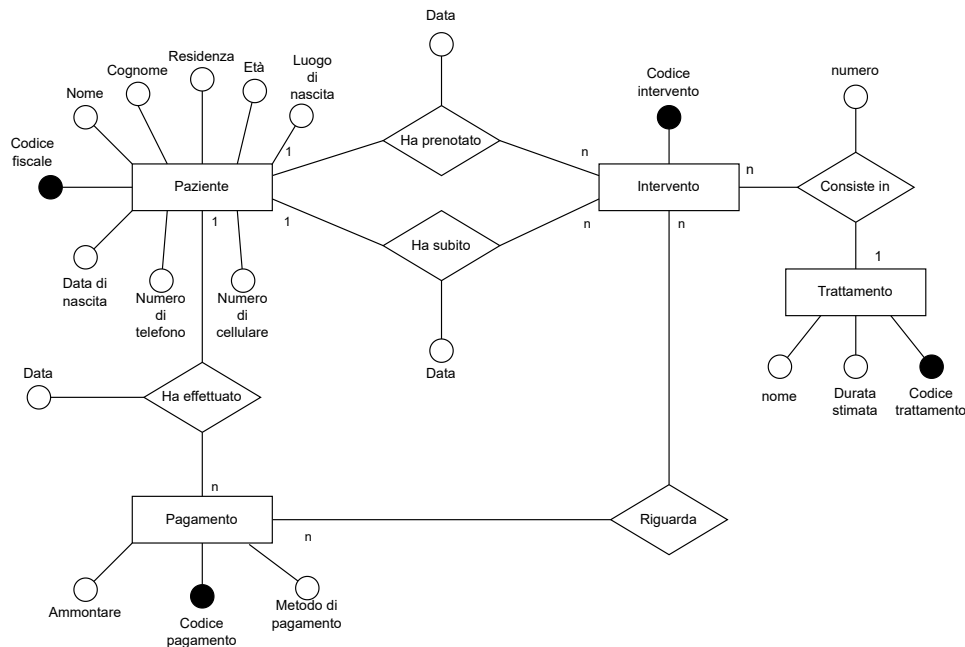 Data
Residenza
Luogo
di
nascita
Età
Cognome
Nome
Codice
fiscale
Codice
intervento
numero
1
Ha prenotato
n
n
Paziente
Intervento
Consiste in
1
1
n
n
Ha subito
1
Trattamento
Data di
nascita
Numero
di
telefono
Numero
di
cellulare
Data
nome
Durata
stimata
Codice
trattamento
Data
Ha effettuato
n
Pagamento
n
Riguarda
Ammontare
Codice
pagamento
Metodo di
pagamento